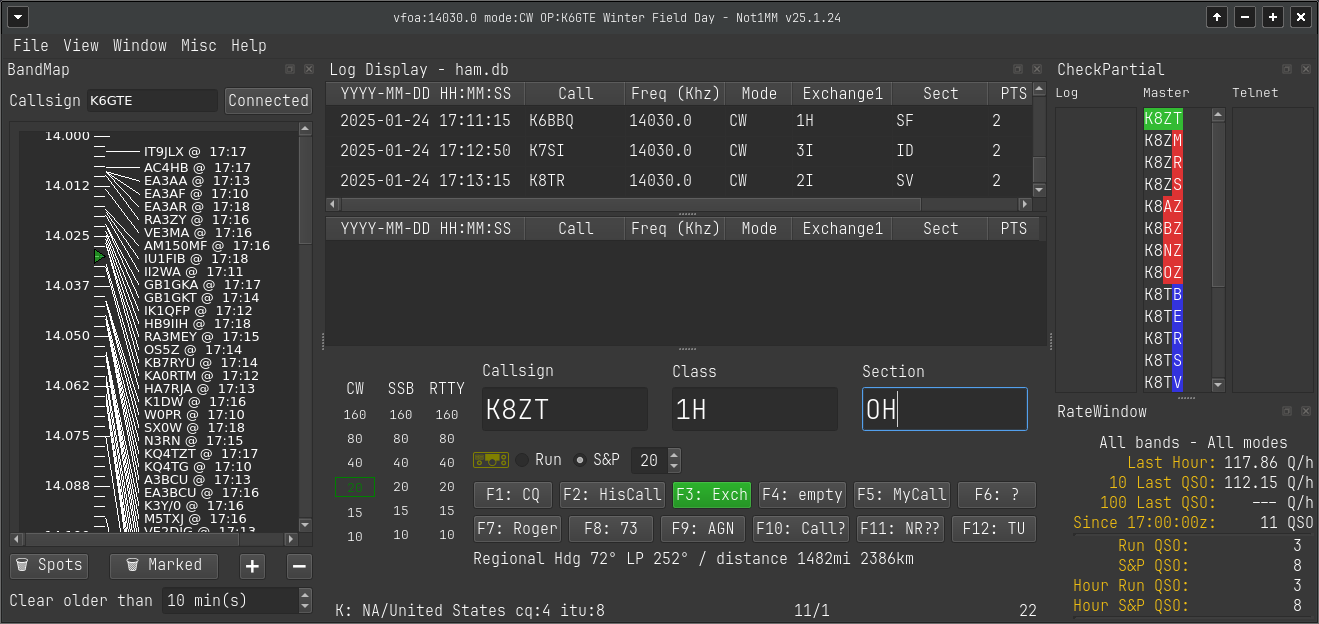 vfoa:14030.0 mode:CW OP:K6GTE Winter Field Day - Not1MM v25.1.24
File View Window Misc Help
BandMap
Callsign K6GTE Connected
14.000
14.012
14.025
14.037
14.050
14.062
14.075
14.088
IT9JLX @ 17:17
AC4HB @ 17:17
EA3AA @ 17:13
EA3AF @ 17:10
EA3AR @ 17:18
RA3ZY @ 17:16
VE3MA @ 17:16
AM150MF @ 17:16
IU1FIB @ 17:18
II2WA @ 17:11
GB1GKA @ 17:17
GB1GKT @ 17:14
IK1QFP @ 17:12
HB9IIH @ 17:18
RA3MEY @ 17:15
OS5Z @ 17:14
KB7RYU @ 17:14
KA0RTM @ 17:12
HA7RJA @ 17:13
K1DW @ 17:16
W0PR @ 17:10
SX0W @ 17:18
N3RN @ 17:15
KQ4TZT @ 17:17
KQ4TG @ 17:10
A3BCU @ 17:13
EA3BCU @ 17:16
K3Y/0 @ 17:16
M5TXJ @ 17:16
Spots Marked + −
Clear older than 10 min(s)
Log Display - ham.db
YYYY-MM-DD HH:MM:SS Call Freq (Khz) Mode Exchange1 Sect PTS
2025-01-24 17:11:15 K6BBQ 14030.0 CW 1H SF 2
2025-01-24 17:12:50 K7SI 14030.0 CW 3I ID 2
2025-01-24 17:13:15 K8TR 14030.0 CW 2I SV 2
YYYY-MM-DD HH:MM:SS Call Freq (Khz) Mode Exchange1 Sect PTS
CW SSB RTTY
160 160 160
80 80 80
40 40 40
20 20 20
15 15 15
10 10 10
Callsign Class Section
K8ZT 1H OH
Run S&P 20
F1: CQ F2: HisCall F3: Exch F4: empty F5: MyCall F6: ?
F7: Roger F8: 73 F9: AGN F10: Call? F11: NR?? F12: TU
Regional Hdg 72° LP 252° / distance 1482mi 2386km
K: NA/United States cq:4 itu:8 11/1 22
CheckPartial
Log Master Telnet
K8ZT
K8ZM
K8ZR
K8ZS
K8AZ
K8BZ
K8NZ
K8OZ
K8TB
K8TE
K8TR
K8TS
K8TV
RateWindow
All bands - All modes
Last Hour: 117.86 Q/h
10 Last QSO: 112.15 Q/h
100 Last QSO: --- Q/h
Since 17:00:00z: 11 QSO
Run QSO: 3
S&P QSO: 8
Hour Run QSO: 3
Hour S&P QSO: 8